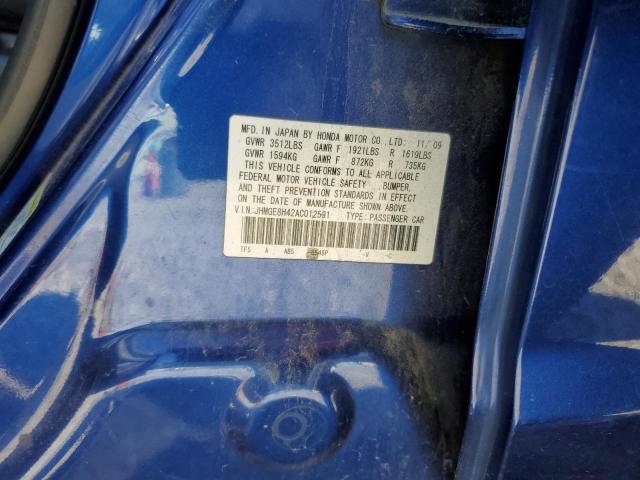 MFD. IN JAPAN BY HONDA MOTOR CO., LTD: 11/09
GVWR 3512LBS GAWR F 1921LBS R 1619LBS
GVWR 1594KG GAWR F 872KG R 735KG
THIS VEHICLE CONFORMS TO ALL APPLICABLE
FEDERAL MOTOR VEHICLE SAFETY, BUMPER,
AND THEFT PREVENTION STANDARDS IN EFFECT
ON THE DATE OF MANUFACTURE SHOWN ABOVE.
V.I.N:JHMGE8H42AC012591 TYPE: PASSENGER CAR
TF5 A AB5 -V -C